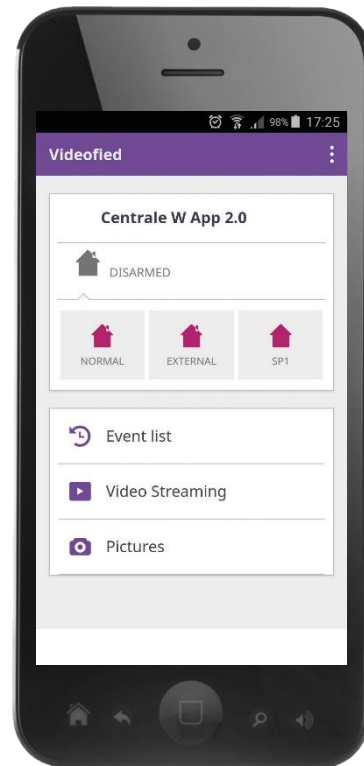 98% 17:25
Videofied
Centrale W App 2.0
DISARMED
NORMAL EXTERNAL SP1
Event list
Video Streaming
Pictures